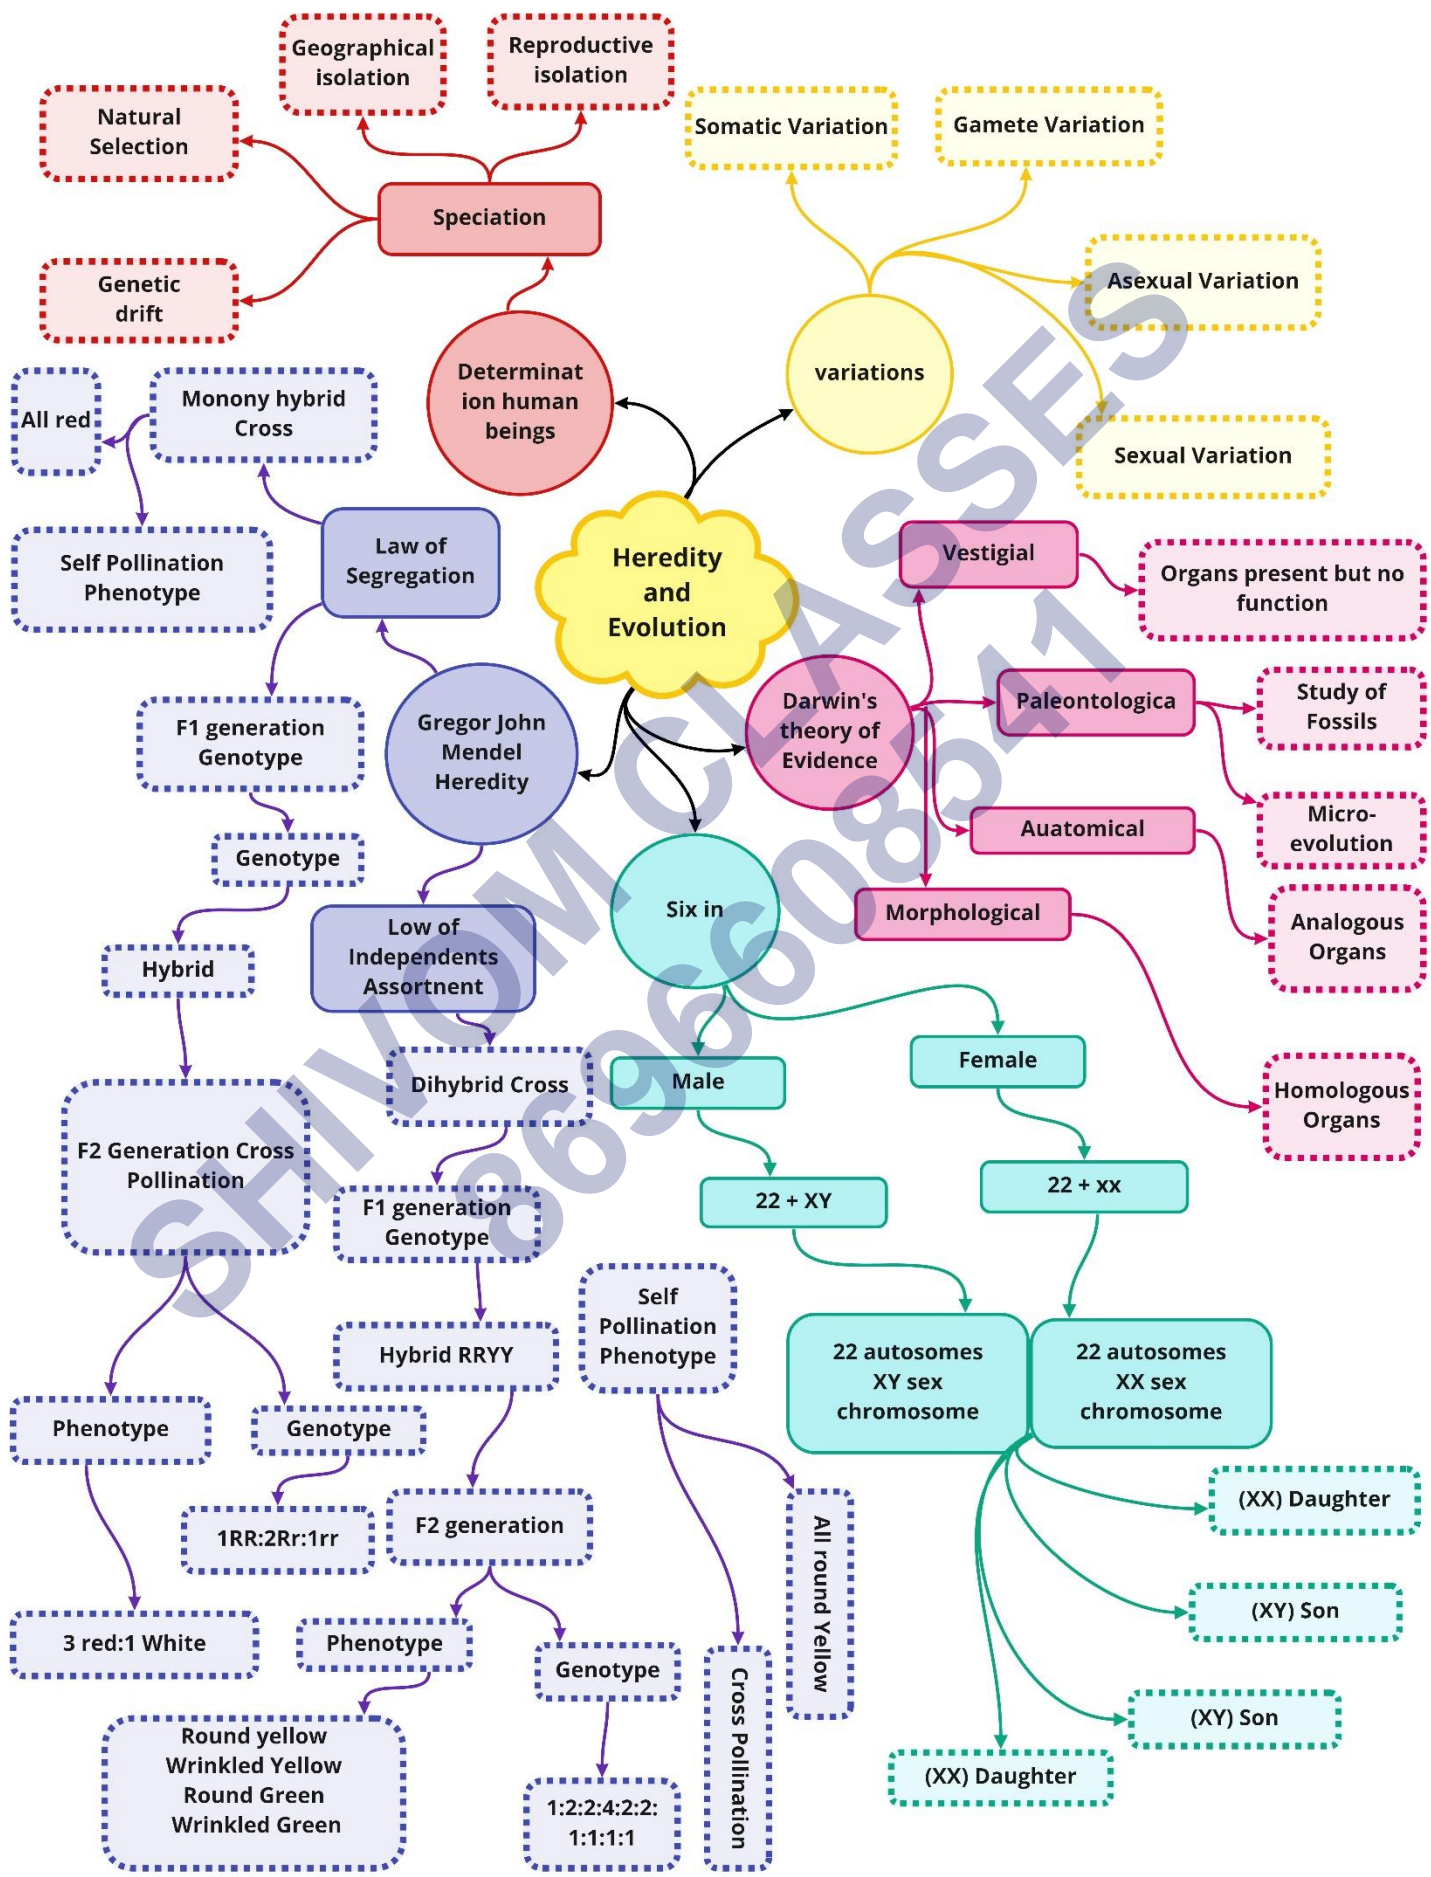 Geographical
isolation
Reproductive
isolation
Natural
Selection
Speciation
Genetic
drift
Determinat
ion human
beings
Somatic Variation
Gamete Variation
Asexual Variation
variations
Sexual Variation
All red
Monony hybrid
Cross
Self Pollination
Phenotype
Law of
Segregation
Heredity
and
Evolution
Vestigial
Organs present but no
function
F1 generation
Genotype
Gregor John
Mendel
Heredity
Darwin's
theory of
Evidence
Paleontologica
Study of
Fossils
Micro-
evolution
Auatomical
Analogous
Organs
Morphological
Homologous
Organs
Genotype
Hybrid
Low of
Independents
Assortnent
Six in
Male
Female
22 + XY
22 + xx
22 autosomes
XY sex
chromosome
22 autosomes
XX sex
chromosome
(XX) Daughter
(XY) Son
(XY) Son
(XX) Daughter
F2 Generation Cross
Pollination
Dihybrid Cross
F1 generation
Genotype
Hybrid RRYY
Self
Pollination
Phenotype
Phenotype
Genotype
1RR:2Rr:1rr
3 red:1 White
F2 generation
Phenotype
Genotype
Round yellow
Wrinkled Yellow
Round Green
Wrinkled Green
1:2:2:4:2:2:
1:1:1:1
Cross Pollination
All round Yellow
SHIVOM CLASSES
8696608541